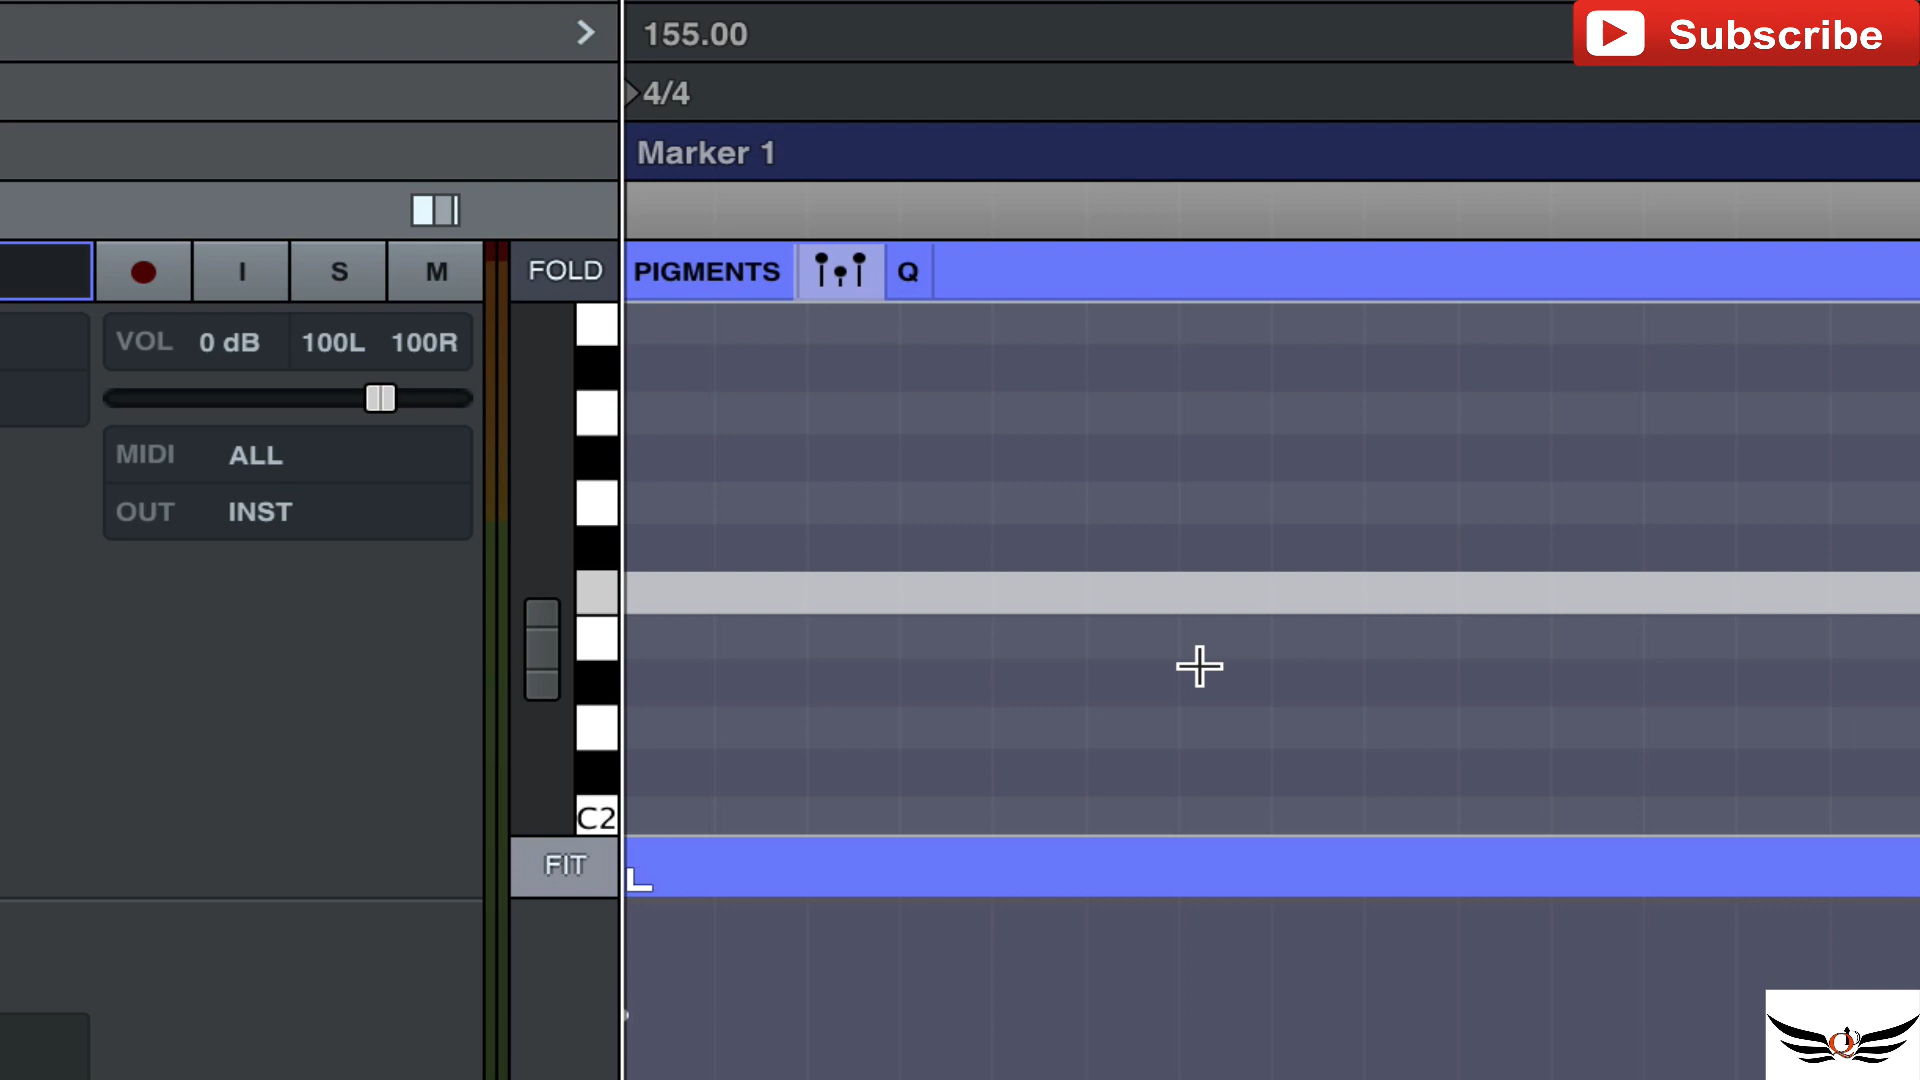 155.00
Subscribe
4/4
Marker 1
I S M
FOLD
PIGMENTS
Q
VOL 0 dB 100L 100R
MIDI ALL
OUT INST
C2
FIT
L